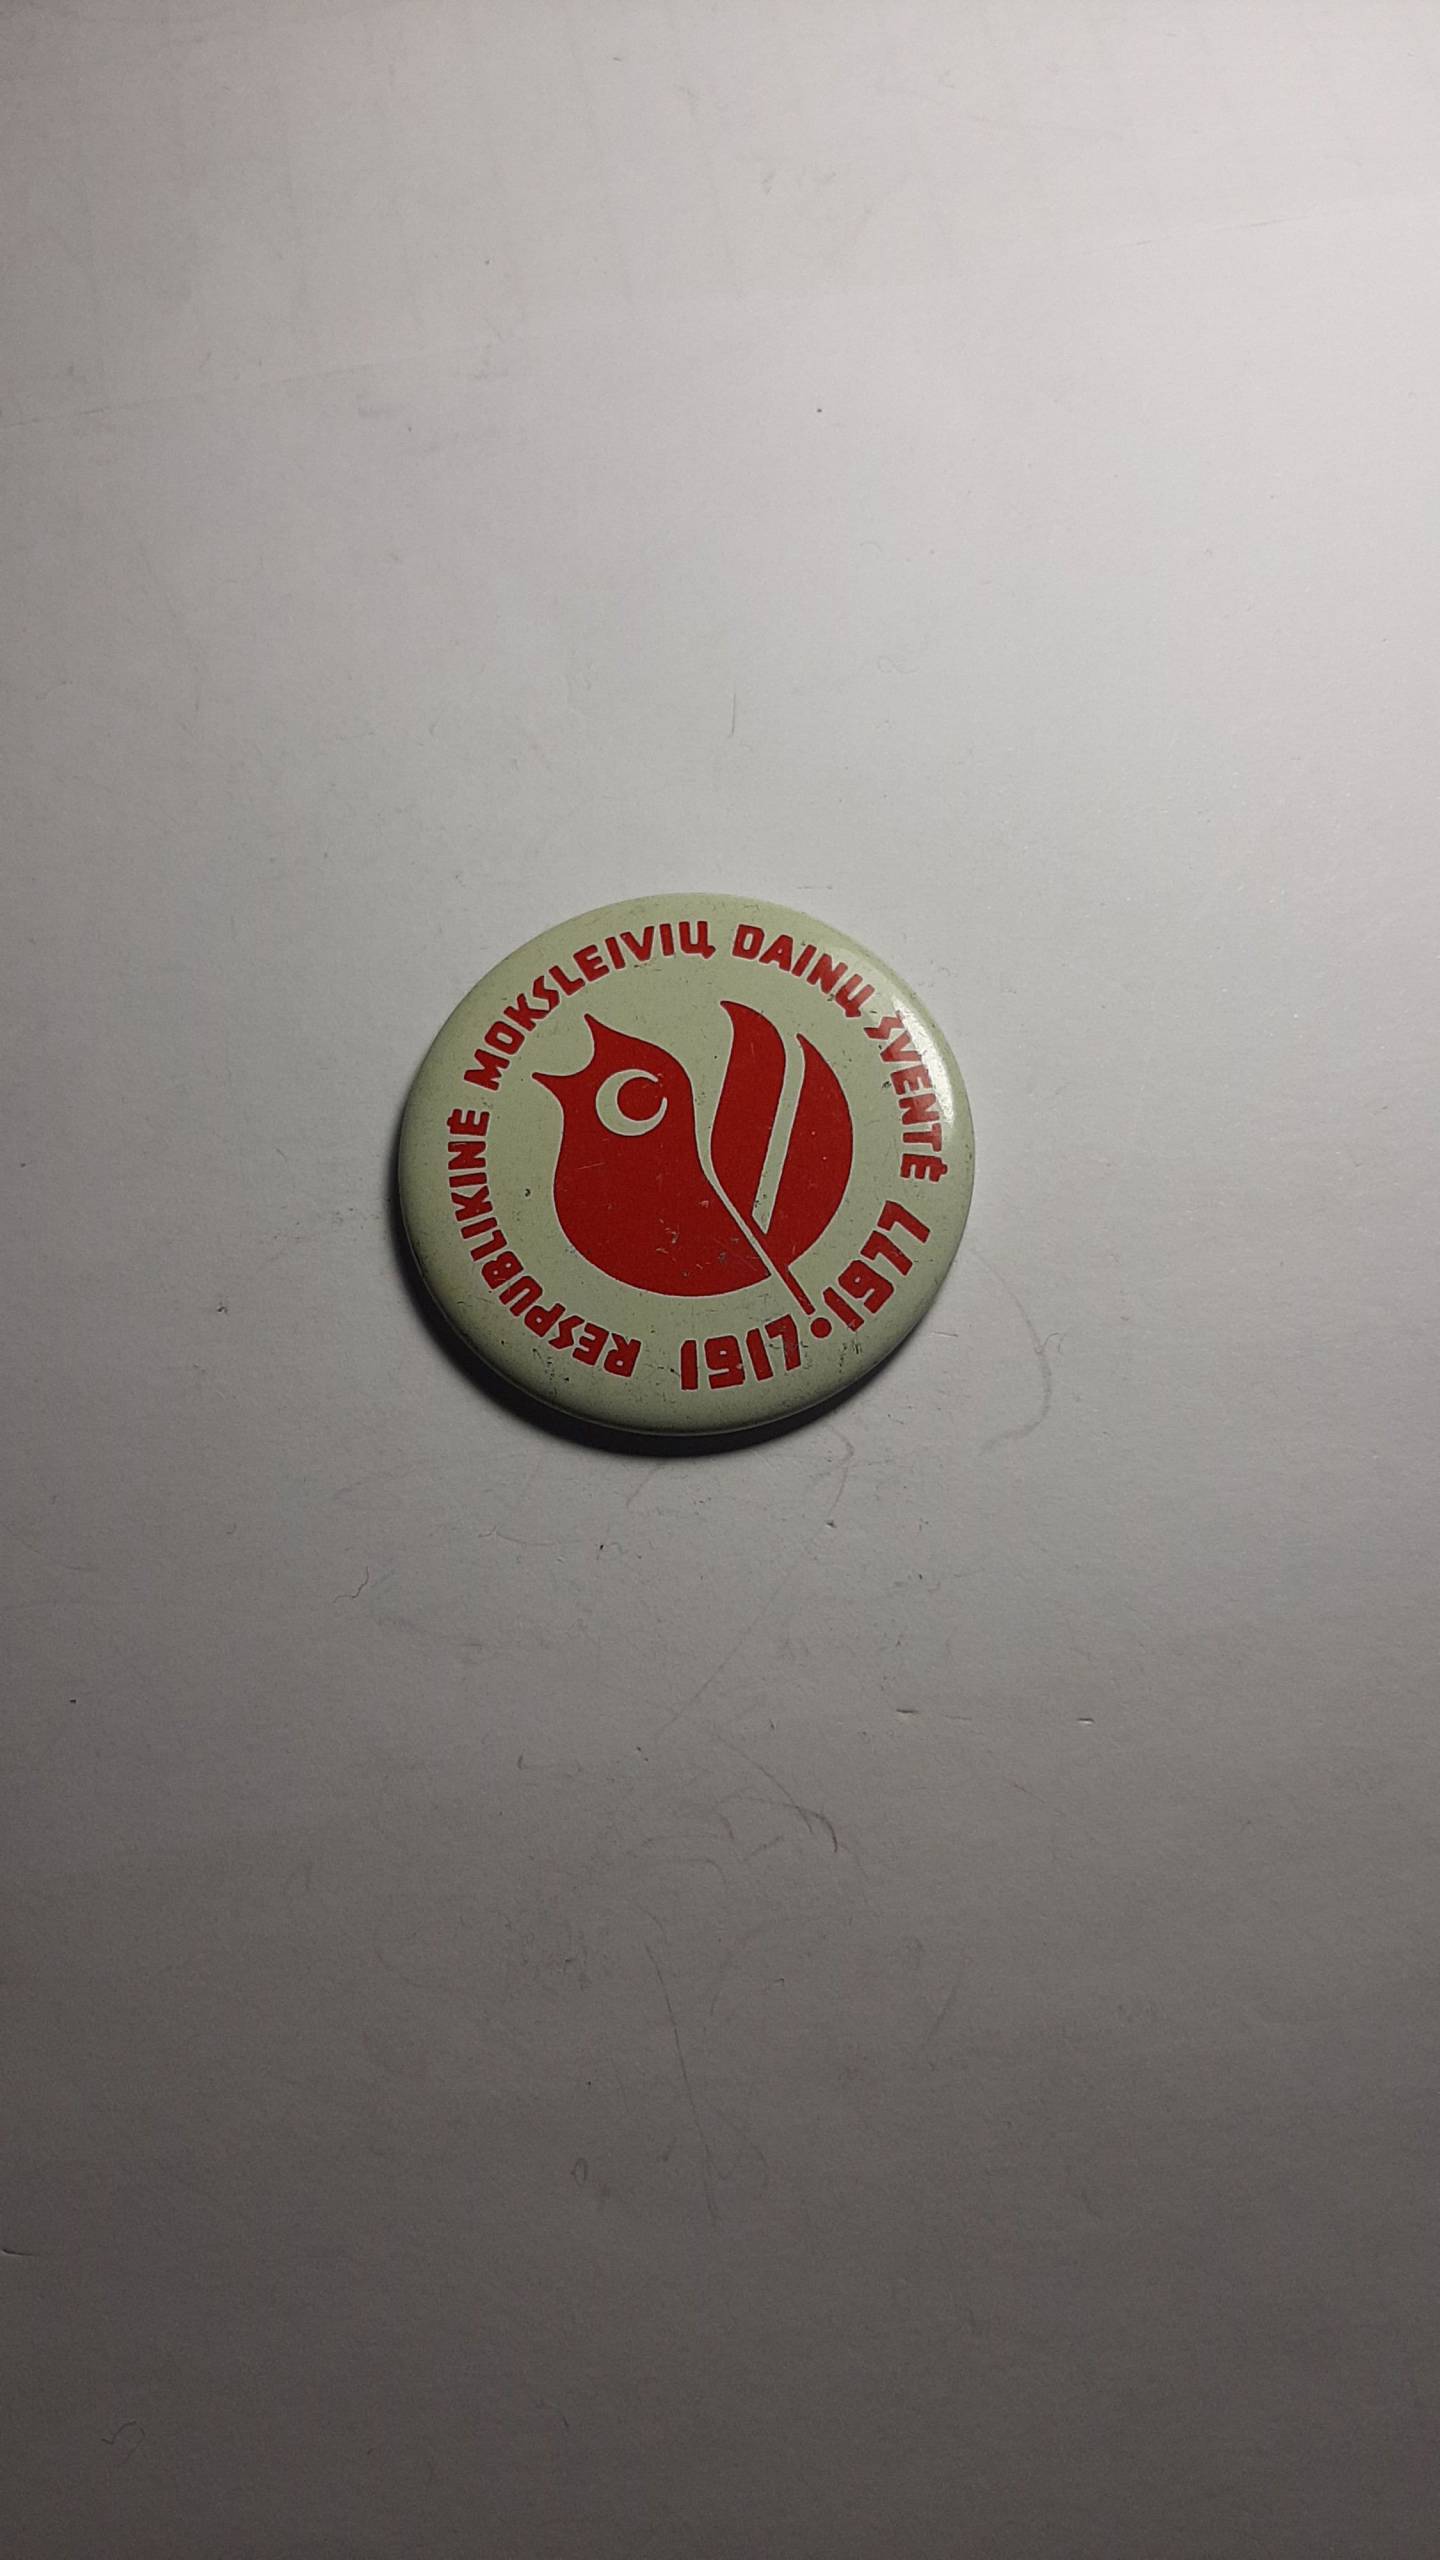 RESPUBLIKINĖ MOKSLEIVIŲ DAINŲ ŠVENTĖ 1977 • 1917